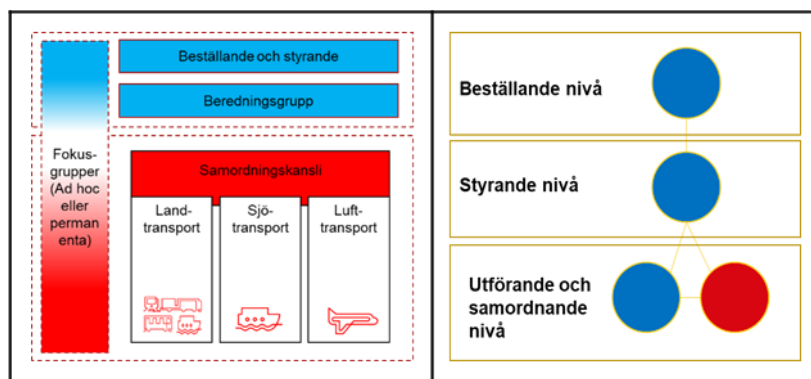 Beställande och styrande
Beredningsgrupp
Fokus-
grupper
(Ad hoc
eller
perman
enta)
Samordningskansli
Land-
transport
Sjö-
transport
Luft-
transport
Beställande nivå
Styrande nivå
Utförande och
samordnande
nivå